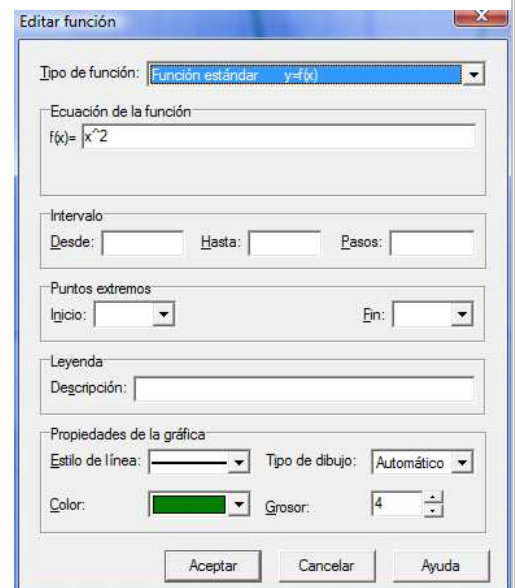 Editar función
Tipo de función: Función estándar y=f(x)
Ecuación de la función
f(x)= x^2
Intervalo
Desde: Hasta: Pasos:
Puntos extremos
Inicio: Fin:
Leyenda
Descripción:
Propiedades de la gráfica
Estilo de línea: Tipo de dibujo: Automático
Color: Grosor: 4
Aceptar Cancelar Ayuda